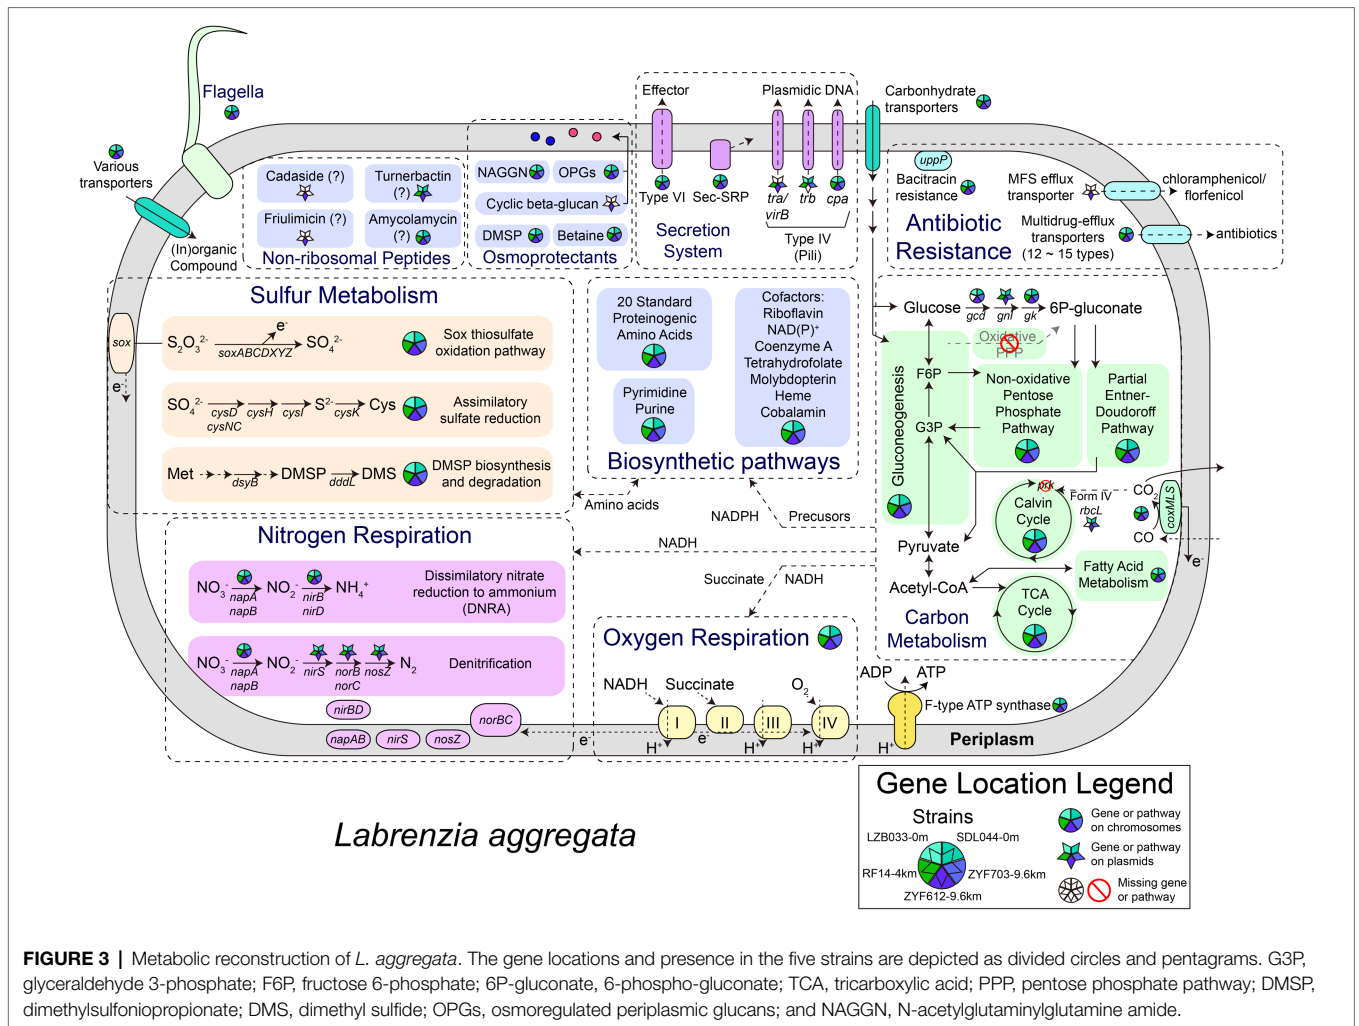 Flagella
Various
transporters
(In)organic
Compound
Effector
Plasmidic DNA
Carbonhydrate
transporters
Cadaside (?)
Turnerbactin
(?)
Friulimicin (?)
Amycolamycin
(?)
Non-ribosomal Peptides
NAGGN
OPGs
Cyclic beta-glucan
DMSP
Betaine
Osmoprotectants
Type VI
Sec-SRP
tra/
virB
trb
cpa
Type IV
(Pili)
Secretion
System
uppP
Bacitracin
resistance
MFS efflux
transporter
chloramphenicol/
florfenicol
Multidrug-efflux
transporters
(12 ~ 15 types)
antibiotics
Antibiotic
Resistance
Sulfur Metabolism
sox
e-
S2O3 2-
e-
soxABCDXYZ
SO4 2-
Sox thiosulfate
oxidation pathway
SO4 2-
cysD
cysNC
cysH
cysI
S2-
cysK
Cys
Assimilatory
sulfate reduction
Met
dsyB
DMSP
dddL
DMS
DMSP biosynthesis
and degradation
20 Standard
Proteinogenic
Amino Acids
Pyrimidine
Purine
Cofactors:
Riboflavin
NAD(P)+
Coenzyme A
Tetrahydrofolate
Molybdopterin
Heme
Cobalamin
Biosynthetic pathways
Amino acids
NADPH
Precusors
NADH
Succinate
NADH
Glucose
gcd
gnl
gk
6P-gluconate
Oxidative
PPP
Gluconeogenesis
F6P
G3P
Non-oxidative
Pentose
Phosphate
Pathway
Partial
Entner-
Doudoroff
Pathway
prk
Calvin
Cycle
Form IV
rbcL
CO2
CO
coxMLS
e-
Pyruvate
Acetyl-CoA
Fatty Acid
Metabolism
TCA
Cycle
Carbon
Metabolism
Nitrogen Respiration
NO3-
napA
napB
NO2-
nirB
nirD
NH4+
Dissimilatory nitrate
reduction to ammonium
(DNRA)
NO3-
napA
napB
NO2-
nirS
norB
norC
nosZ
N2
Denitrification
nirBD
napAB
nirS
nosZ
norBC
e-
Oxygen Respiration
NADH
Succinate
O2
I
II
III
IV
e-
H+
H+
H+
ADP
ATP
F-type ATP synthase
H+
Periplasm
Labrenzia aggregata
Gene Location Legend
Strains
LZB033-0m
SDL044-0m
RF14-4km
ZYF703-9.6km
ZYF612-9.6km
Gene or pathway
on chromosomes
Gene or pathway
on plasmids
Missing gene
or pathway
FIGURE 3 | Metabolic reconstruction of L. aggregata. The gene locations and presence in the five strains are depicted as divided circles and pentagrams. G3P,
glyceraldehyde 3-phosphate; F6P, fructose 6-phosphate; 6P-gluconate, 6-phospho-gluconate; TCA, tricarboxylic acid; PPP, pentose phosphate pathway; DMSP,
dimethylsulfoniopropionate; DMS, dimethyl sulfide; OPGs, osmoregulated periplasmic glucans; and NAGGN, N-acetylglutaminylglutamine amide.